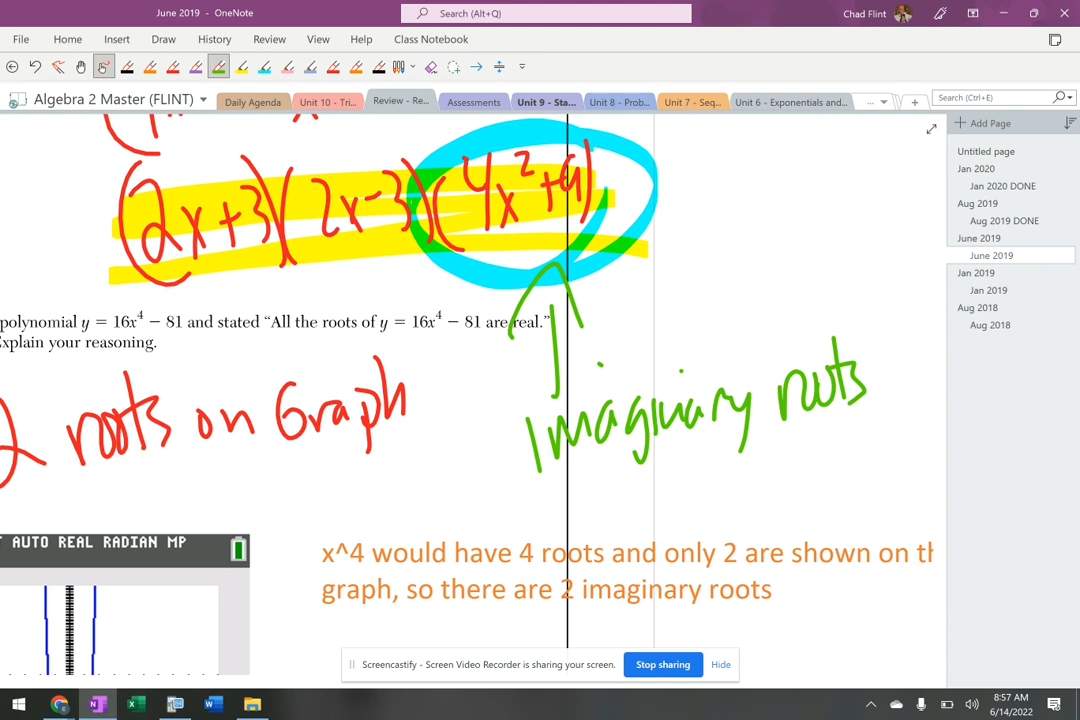 June 2019 - OneNote
Search (Alt+Q)
Chad Flint
File Home Insert Draw History Review View Help Class Notebook
Algebra 2 Master (FLINT)
Daily Agenda
Unit 10 - Tri...
Review - Re...
Assessments
Unit 9 - Sta...
Unit 8 - Prob...
Unit 7 - Seq...
Unit 6 - Exponentials and...
...
Search (Ctrl+E)
Add Page
Untitled page
Jan 2020
Jan 2020 DONE
Aug 2019
Aug 2019 DONE
June 2019
June 2019
Jan 2019
Jan 2019
Aug 2018
Aug 2018
(2x+3)(2x-3)(4x²+9)
polynomial y = 16x⁴ − 81 and stated “All the roots of y = 16x⁴ − 81 are real.”
Explain your reasoning.
2 roots on Graph
Imaginary roots
AUTO REAL RADIAN MP
x^4 would have 4 roots and only 2 are shown on th
graph, so there are 2 imaginary roots
Screencastify - Screen Video Recorder is sharing your screen.
Stop sharing
Hide
8:57 AM
6/14/2022